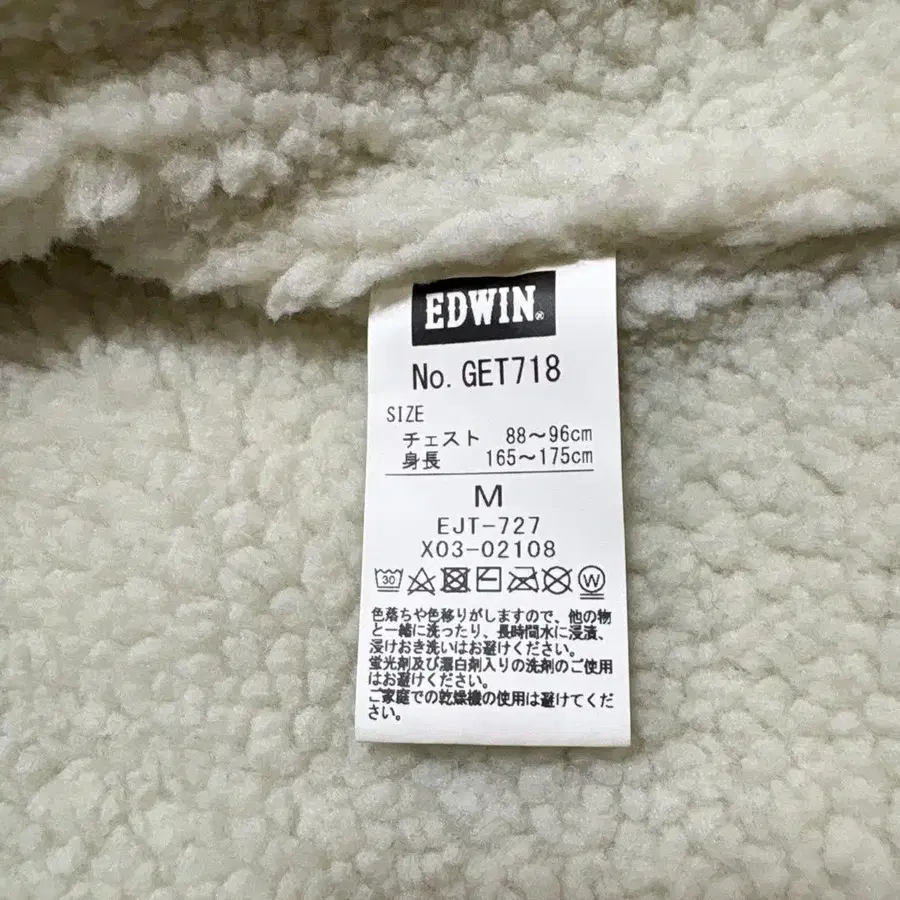 EDWIN®
No. GET718
SIZE
チェスト 88～96cm
身長 165～175cm
M
EJT-727
X03-02108
30 W
色落ちや色移りがしますので、他の物
と一緒に洗ったり、長時間水に浸漬、
浸けおき洗いはお避けください。
蛍光剤及び漂白剤入りの洗剤のご使用
はお避けください。
ご家庭での乾燥機の使用は避けてくだ
さい。